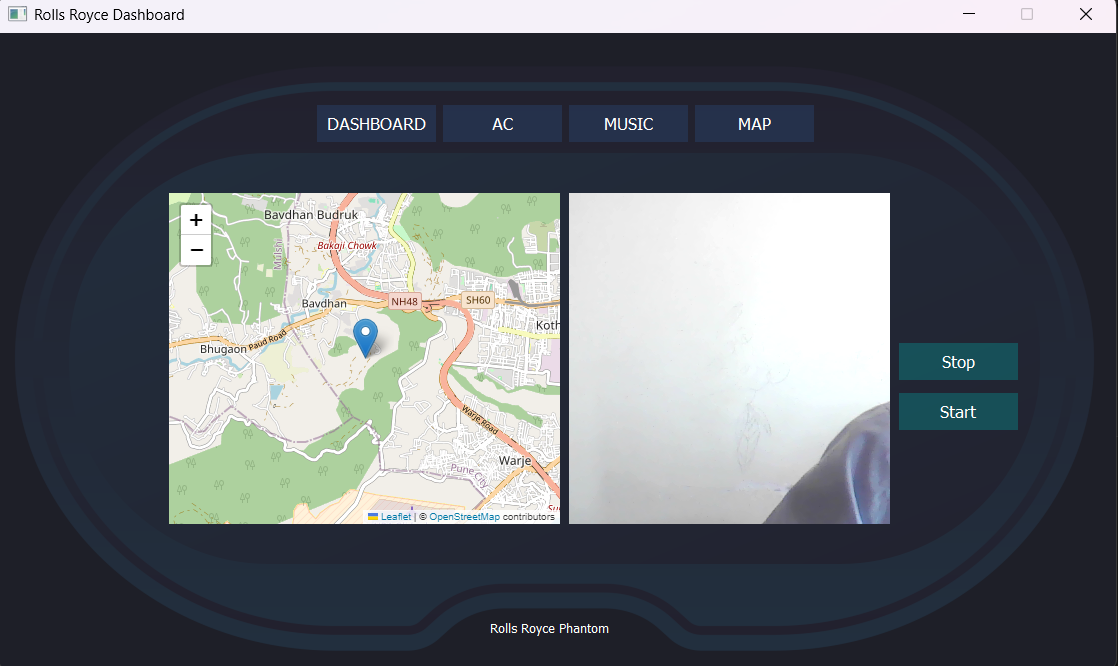 Rolls Royce Dashboard
DASHBOARD AC MUSIC MAP
+
−
Bavdhan Budruk
Bakaji Chowk
Mulshi
NH48
SH60
Bavdhan
Koth
Bhugaon
Paud Road
Warje Road
Warje
Pune City
Su
Leaflet | © OpenStreetMap contributors
Stop
Start
Rolls Royce Phantom